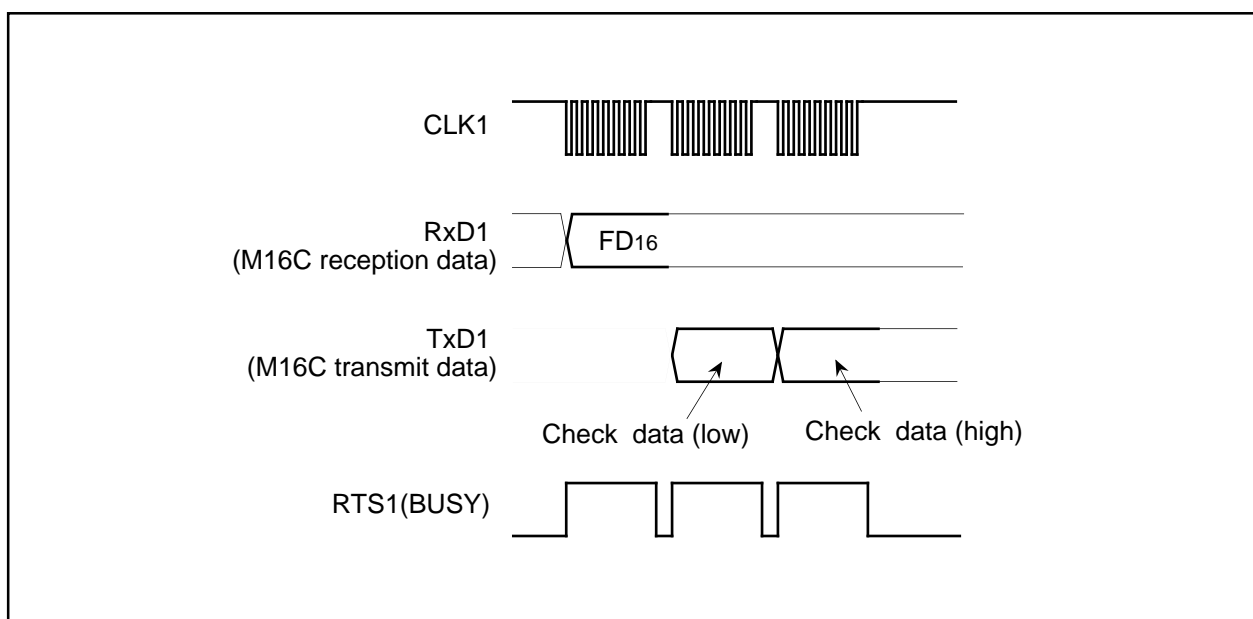 CLK1
RxD1
(M16C reception data)
FD16
TxD1
(M16C transmit data)
Check data (low)
Check data (high)
RTS1(BUSY)